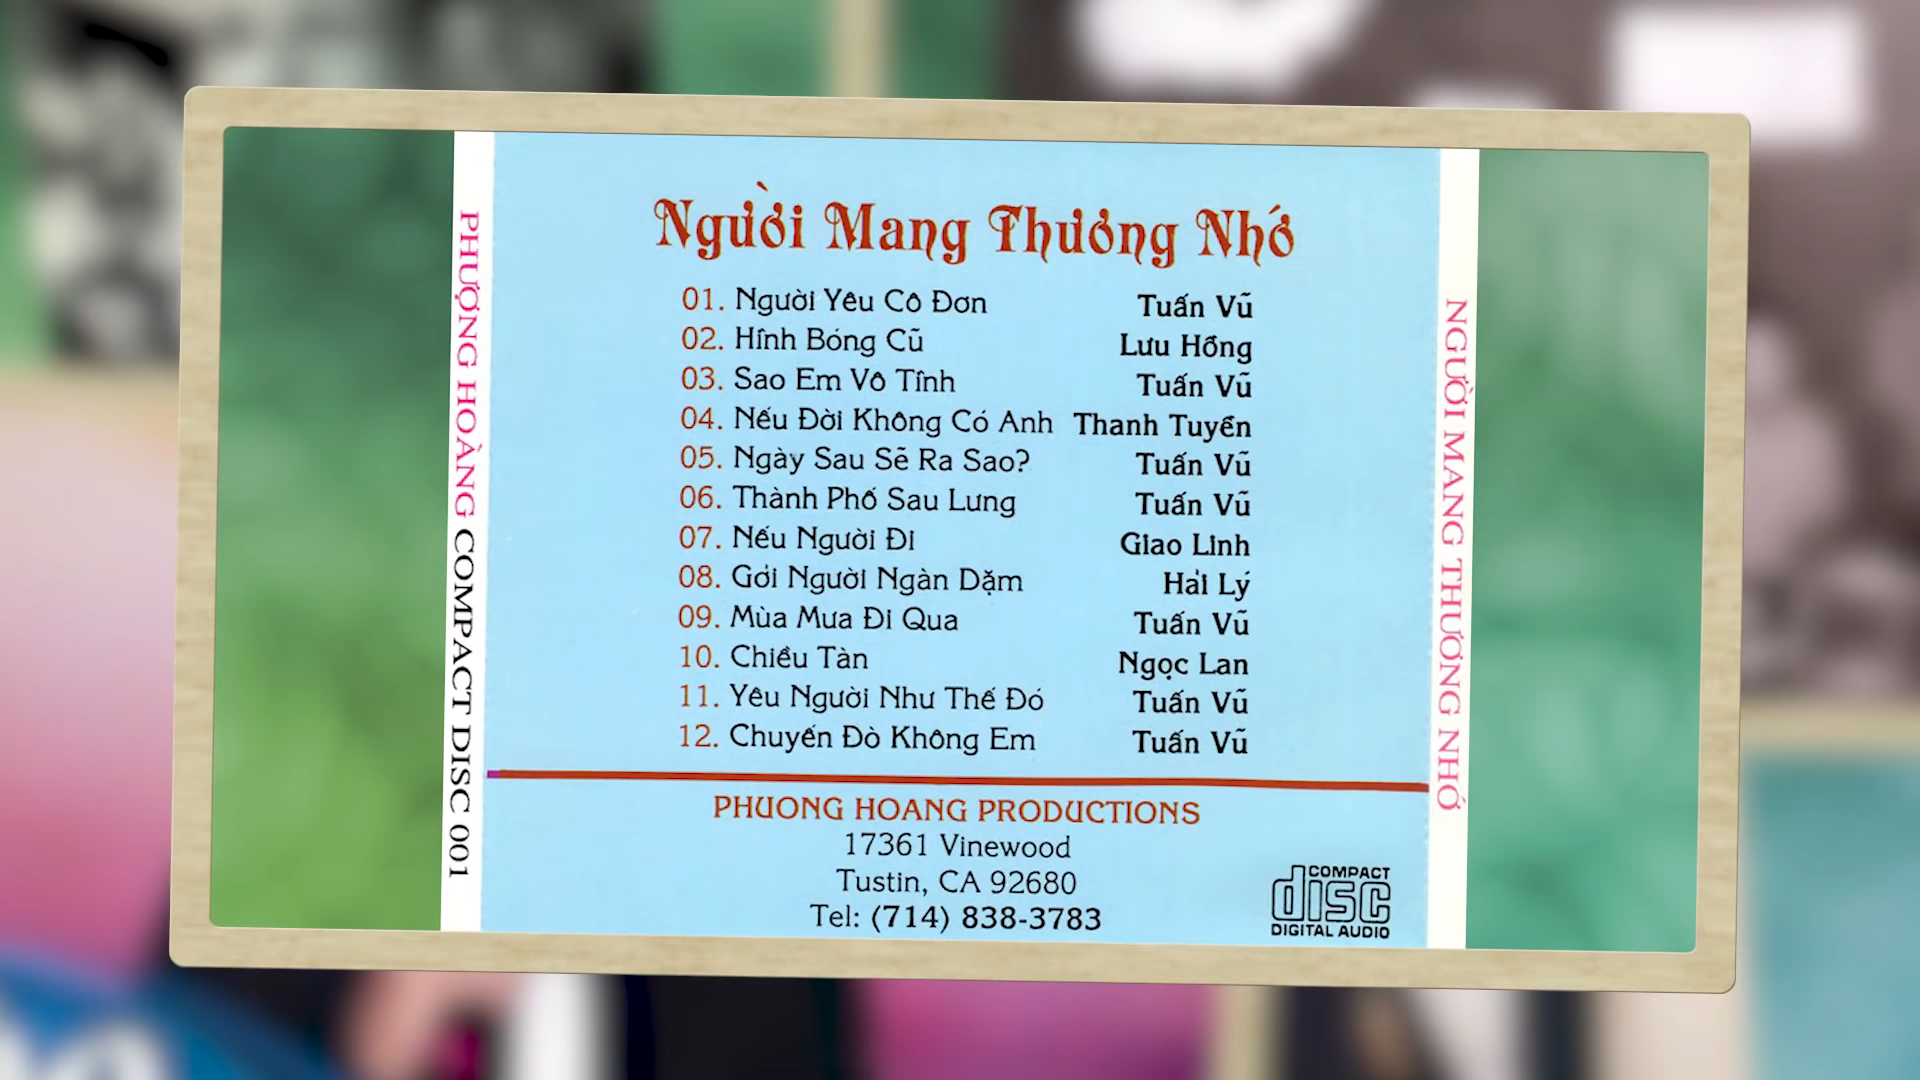 Người Mang Thương Nhớ
01. Người Yêu Cô Đơn Tuấn Vũ
02. Hình Bóng Cũ Lưu Hồng
03. Sao Em Vô Tình Tuấn Vũ
04. Nếu Đời Không Có Anh Thanh Tuyền
05. Ngày Sau Sẽ Ra Sao? Tuấn Vũ
06. Thành Phố Sau Lưng Tuấn Vũ
07. Nếu Người Đi Giao Linh
08. Gởi Người Ngàn Dặm Hải Lý
09. Mùa Mưa Đi Qua Tuấn Vũ
10. Chiều Tàn Ngọc Lan
11. Yêu Người Như Thế Đó Tuấn Vũ
12. Chuyến Đò Không Em Tuấn Vũ
PHUONG HOANG PRODUCTIONS
17361 Vinewood
Tustin, CA 92680
Tel: (714) 838-3783
COMPACT
disc
DIGITAL AUDIO
PHƯỢNG HOÀNG COMPACT DISC 001
NGƯỜI MANG THƯƠNG NHỚ